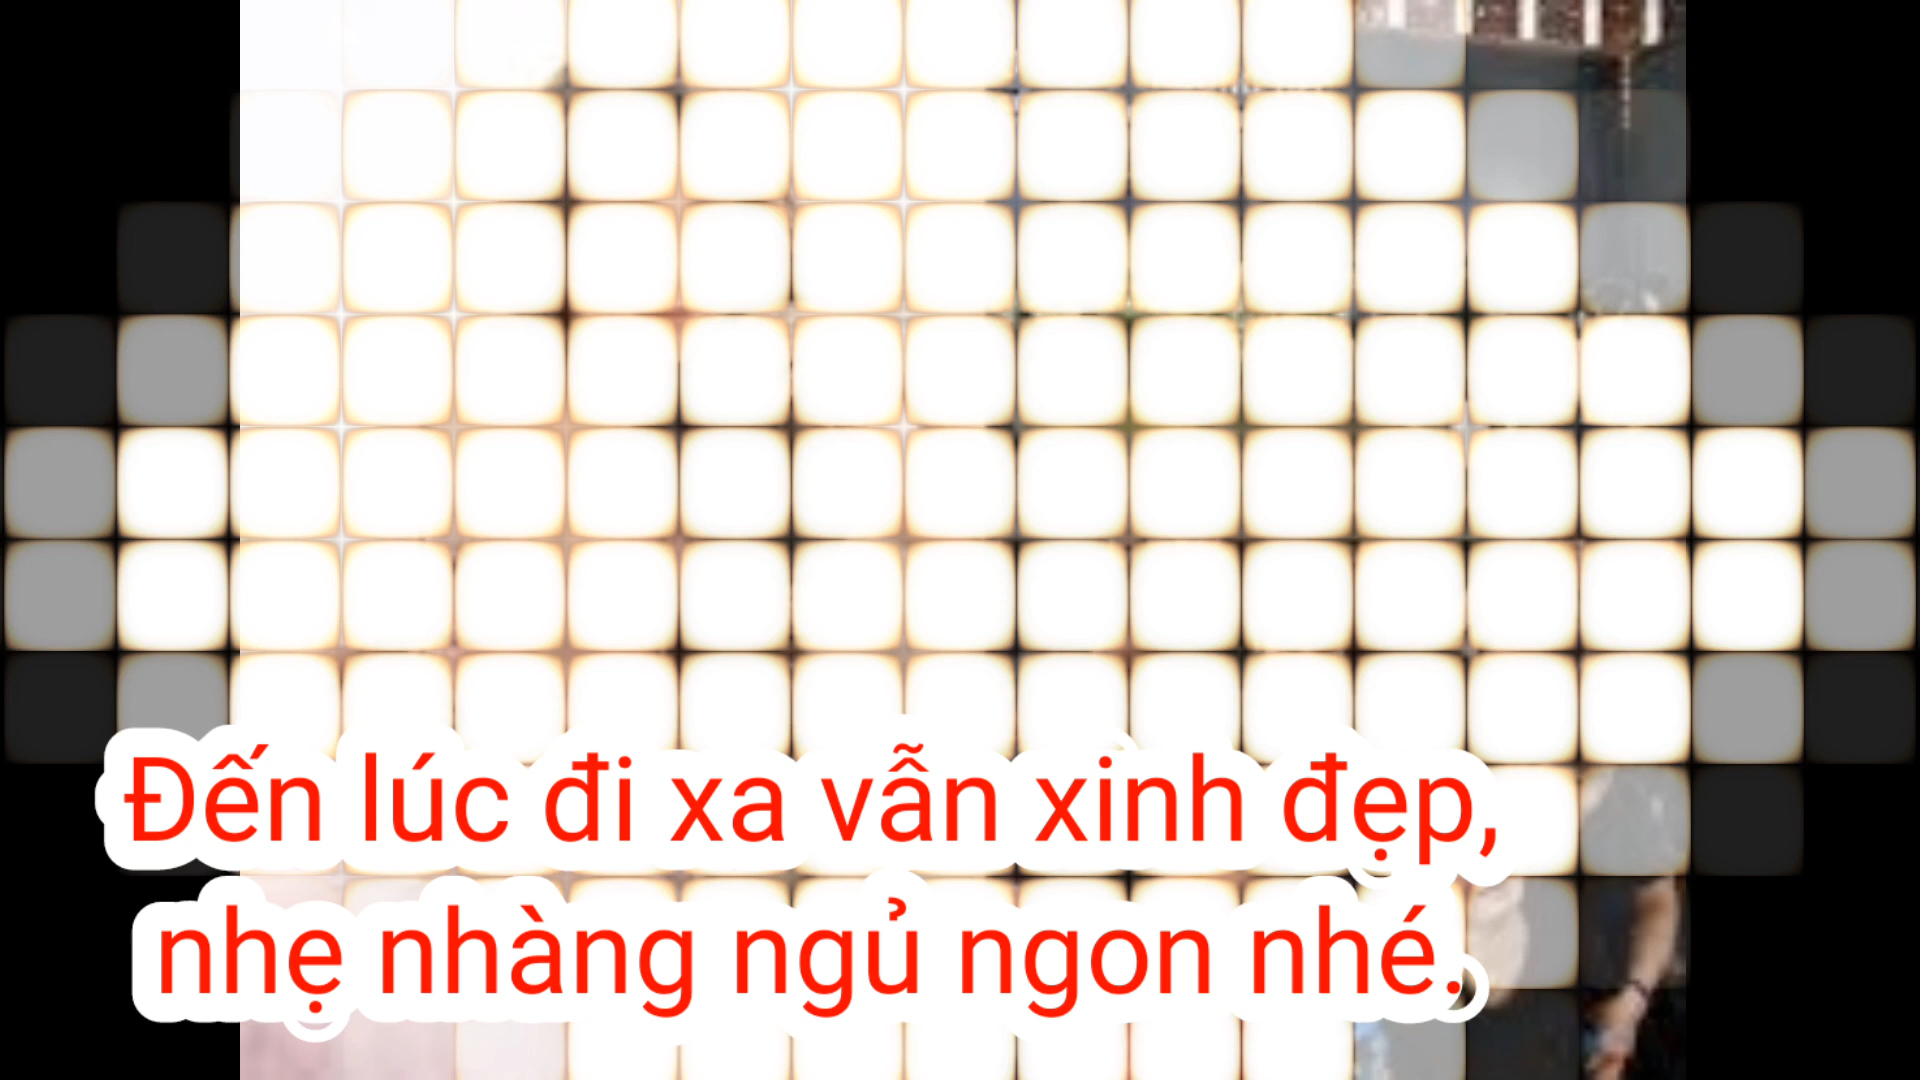 Đến lúc đi xa vẫn xinh đẹp,
nhẹ nhàng ngủ ngon nhé.